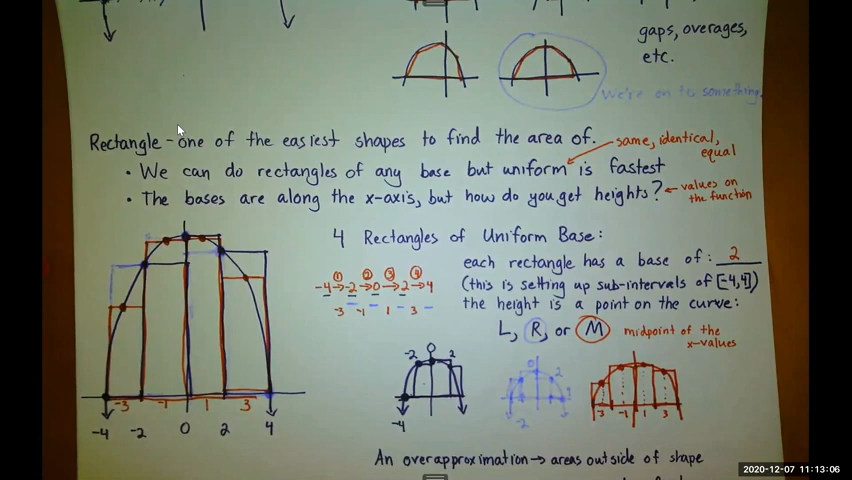 gaps, overages,
etc.
We're on to something.
Rectangle - one of the easiest shapes to find the area of.
same, identical,
equal
• We can do rectangles of any base but uniform is fastest
• The bases are along the x-axis, but how do you get heights?
values on
the function
4 Rectangles of Uniform Base:
each rectangle has a base of: 2
① ② ③ ④
-4→-2→0→2→4
(this is setting up sub-intervals of [-4,4])
-3 -1 1 3
the height is a point on the curve:
L, R, or M
midpoint of the
x-values
-2 0 2
-4
0 2
-2
-3 -1 1 3
-3 -1 1 3
-4 -2 0 2 4
An overapproximation → areas outside of shape
2020-12-07 11:13:06